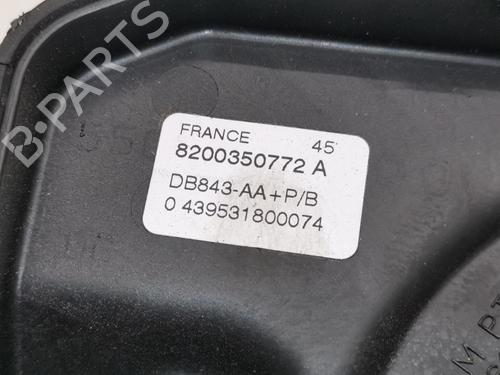 B-PARTS
FRANCE 45
8200350772 A
DB843-AA+P/B
0 439531800074